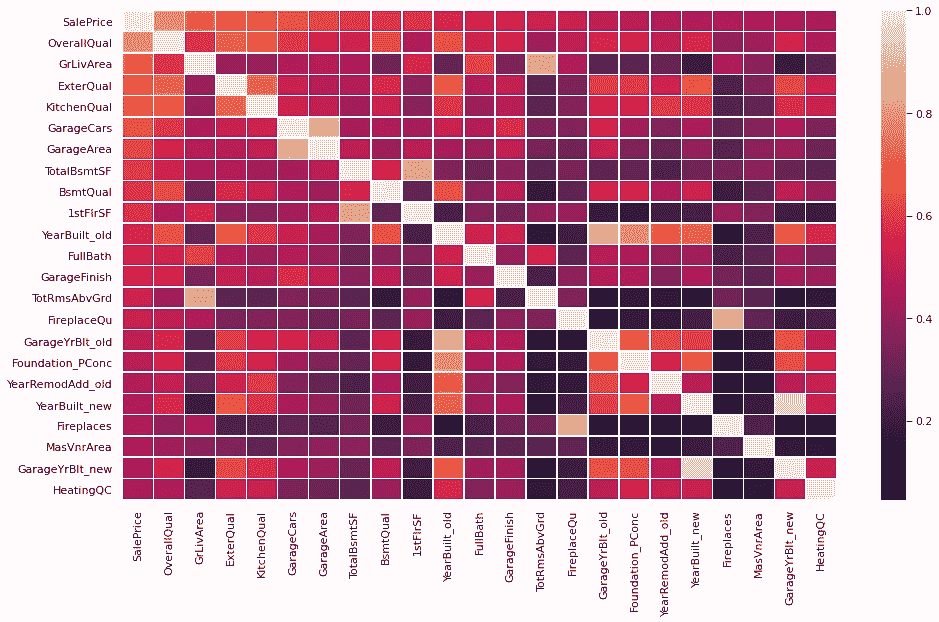 SalePrice
OverallQual
GrLivArea
ExterQual
KitchenQual
GarageCars
GarageArea
TotalBsmtSF
BsmtQual
1stFlrSF
YearBuilt_old
FullBath
GarageFinish
TotRmsAbvGrd
FireplaceQu
GarageYrBlt_old
Foundation_PConc
YearRemodAdd_old
YearBuilt_new
Fireplaces
MasVnrArea
GarageYrBlt_new
HeatingQC
SalePrice
OverallQual
GrLivArea
ExterQual
KitchenQual
GarageCars
GarageArea
TotalBsmtSF
BsmtQual
1stFlrSF
YearBuilt_old
FullBath
GarageFinish
TotRmsAbvGrd
FireplaceQu
GarageYrBlt_old
Foundation_PConc
YearRemodAdd_old
YearBuilt_new
Fireplaces
MasVnrArea
GarageYrBlt_new
HeatingQC
1.0
0.8
0.6
0.4
0.2